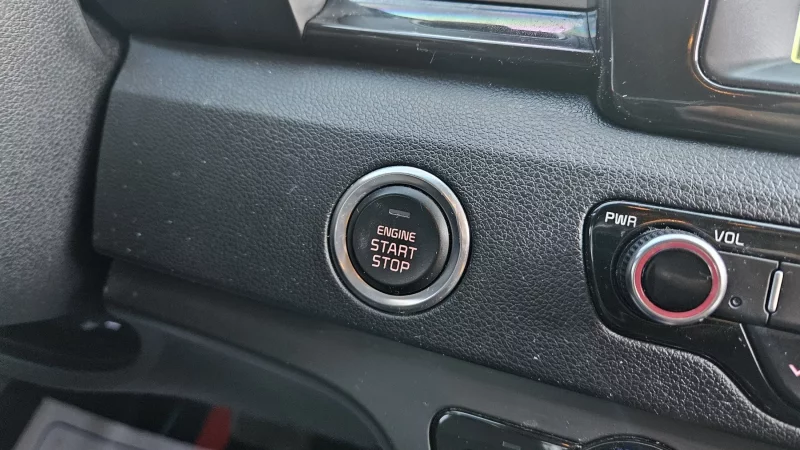 ENGINE
START
STOP
PWR
VOL